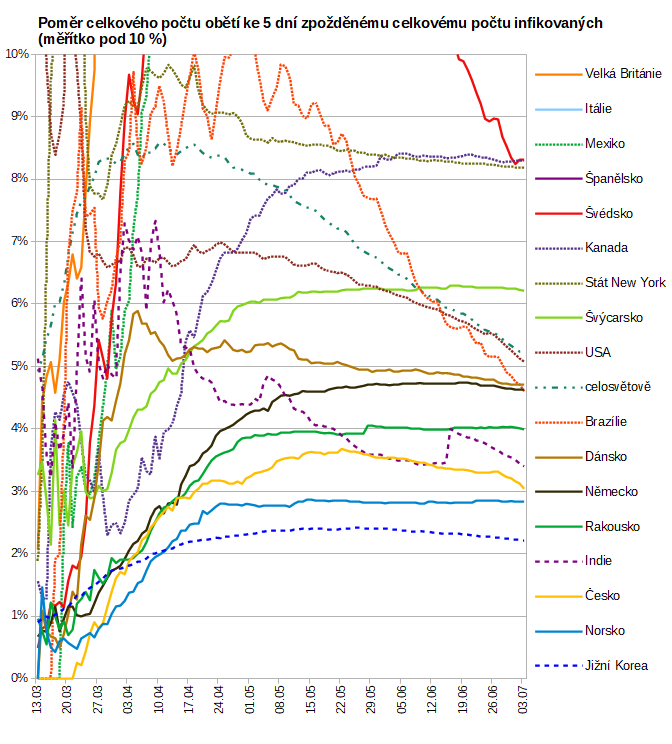 Poměr celkového počtu obětí ke 5 dní zpožděnému celkovému počtu infikovaných
(měřítko pod 10 %)
10%
9%
8%
7%
6%
5%
4%
3%
2%
1%
0%
13.03
20.03
27.03
03.04
10.04
17.04
24.04
01.05
08.05
15.05
22.05
29.05
05.06
12.06
19.06
26.06
03.07
Velká Británie
Itálie
Mexiko
Španělsko
Švédsko
Kanada
Stát New York
Švýcarsko
USA
celosvětově
Brazílie
Dánsko
Německo
Rakousko
Indie
Česko
Norsko
Jižní Korea